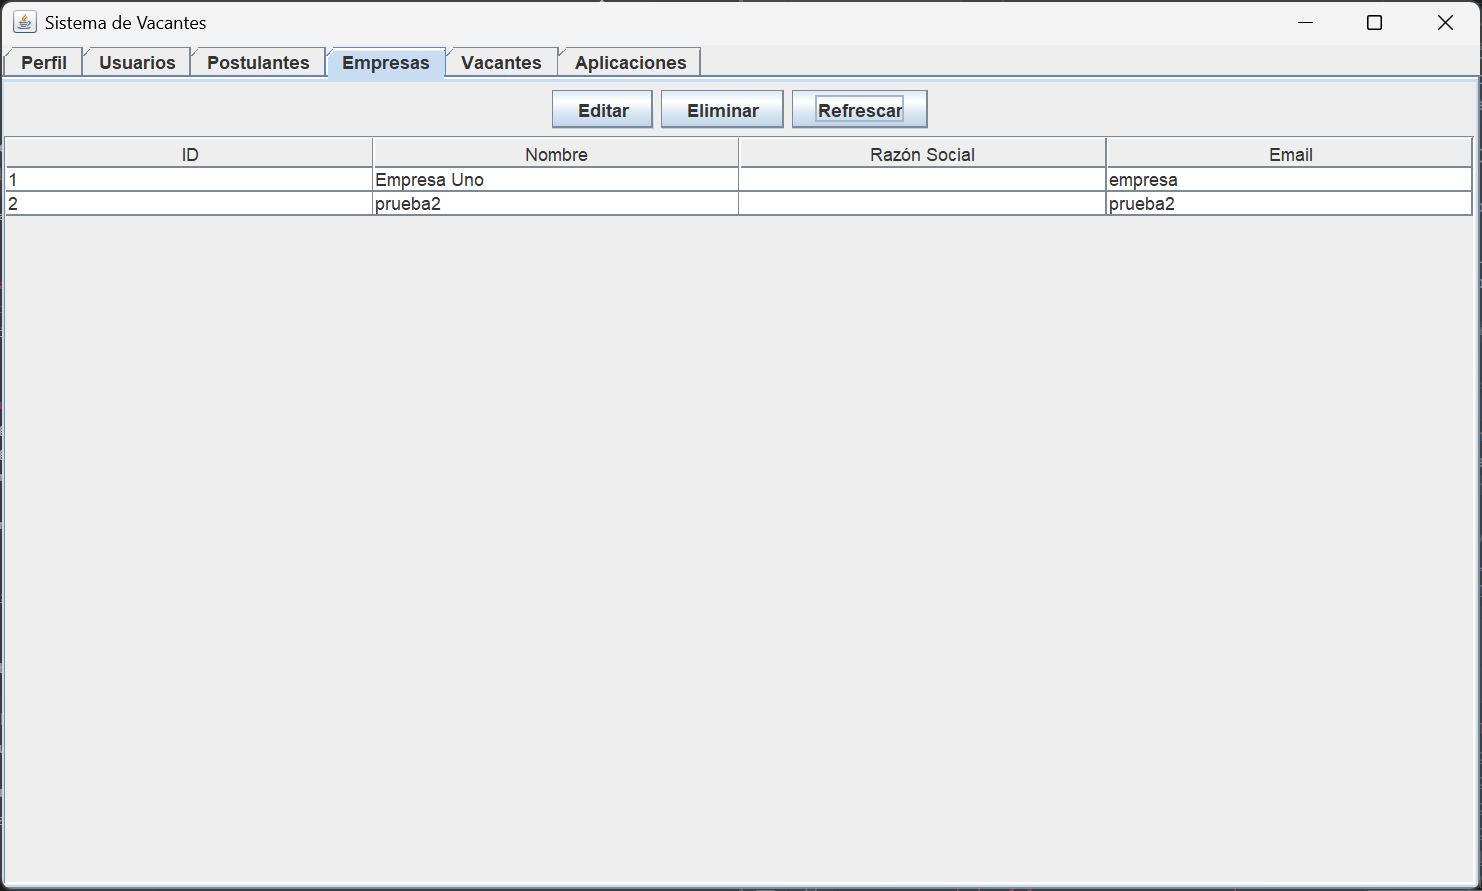 Sistema de Vacantes
Perfil Usuarios Postulantes Empresas Vacantes Aplicaciones
Editar Eliminar Refrescar
ID Nombre Razón Social Email
1 Empresa Uno empresa
2 prueba2 prueba2